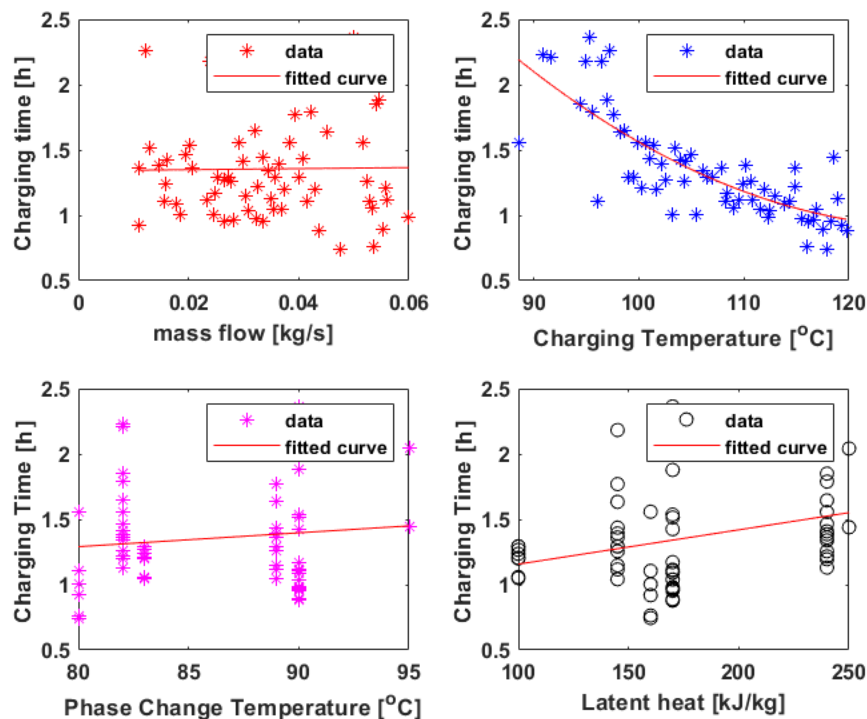 2.5
2
1.5
1
0.5
Charging time [h]
data
fitted curve
0
0.02
0.04
0.06
mass flow [kg/s]
2.5
2
1.5
1
0.5
Charging time [h]
data
fitted curve
90
100
110
120
Charging Temperature [°C]
2.5
2
1.5
1
0.5
Charging Time [h]
data
fitted curve
80
85
90
95
Phase Change Temperature [°C]
2.5
2
1.5
1
0.5
Charging Time [h]
data
fitted curve
100
150
200
250
Latent heat [kJ/kg]